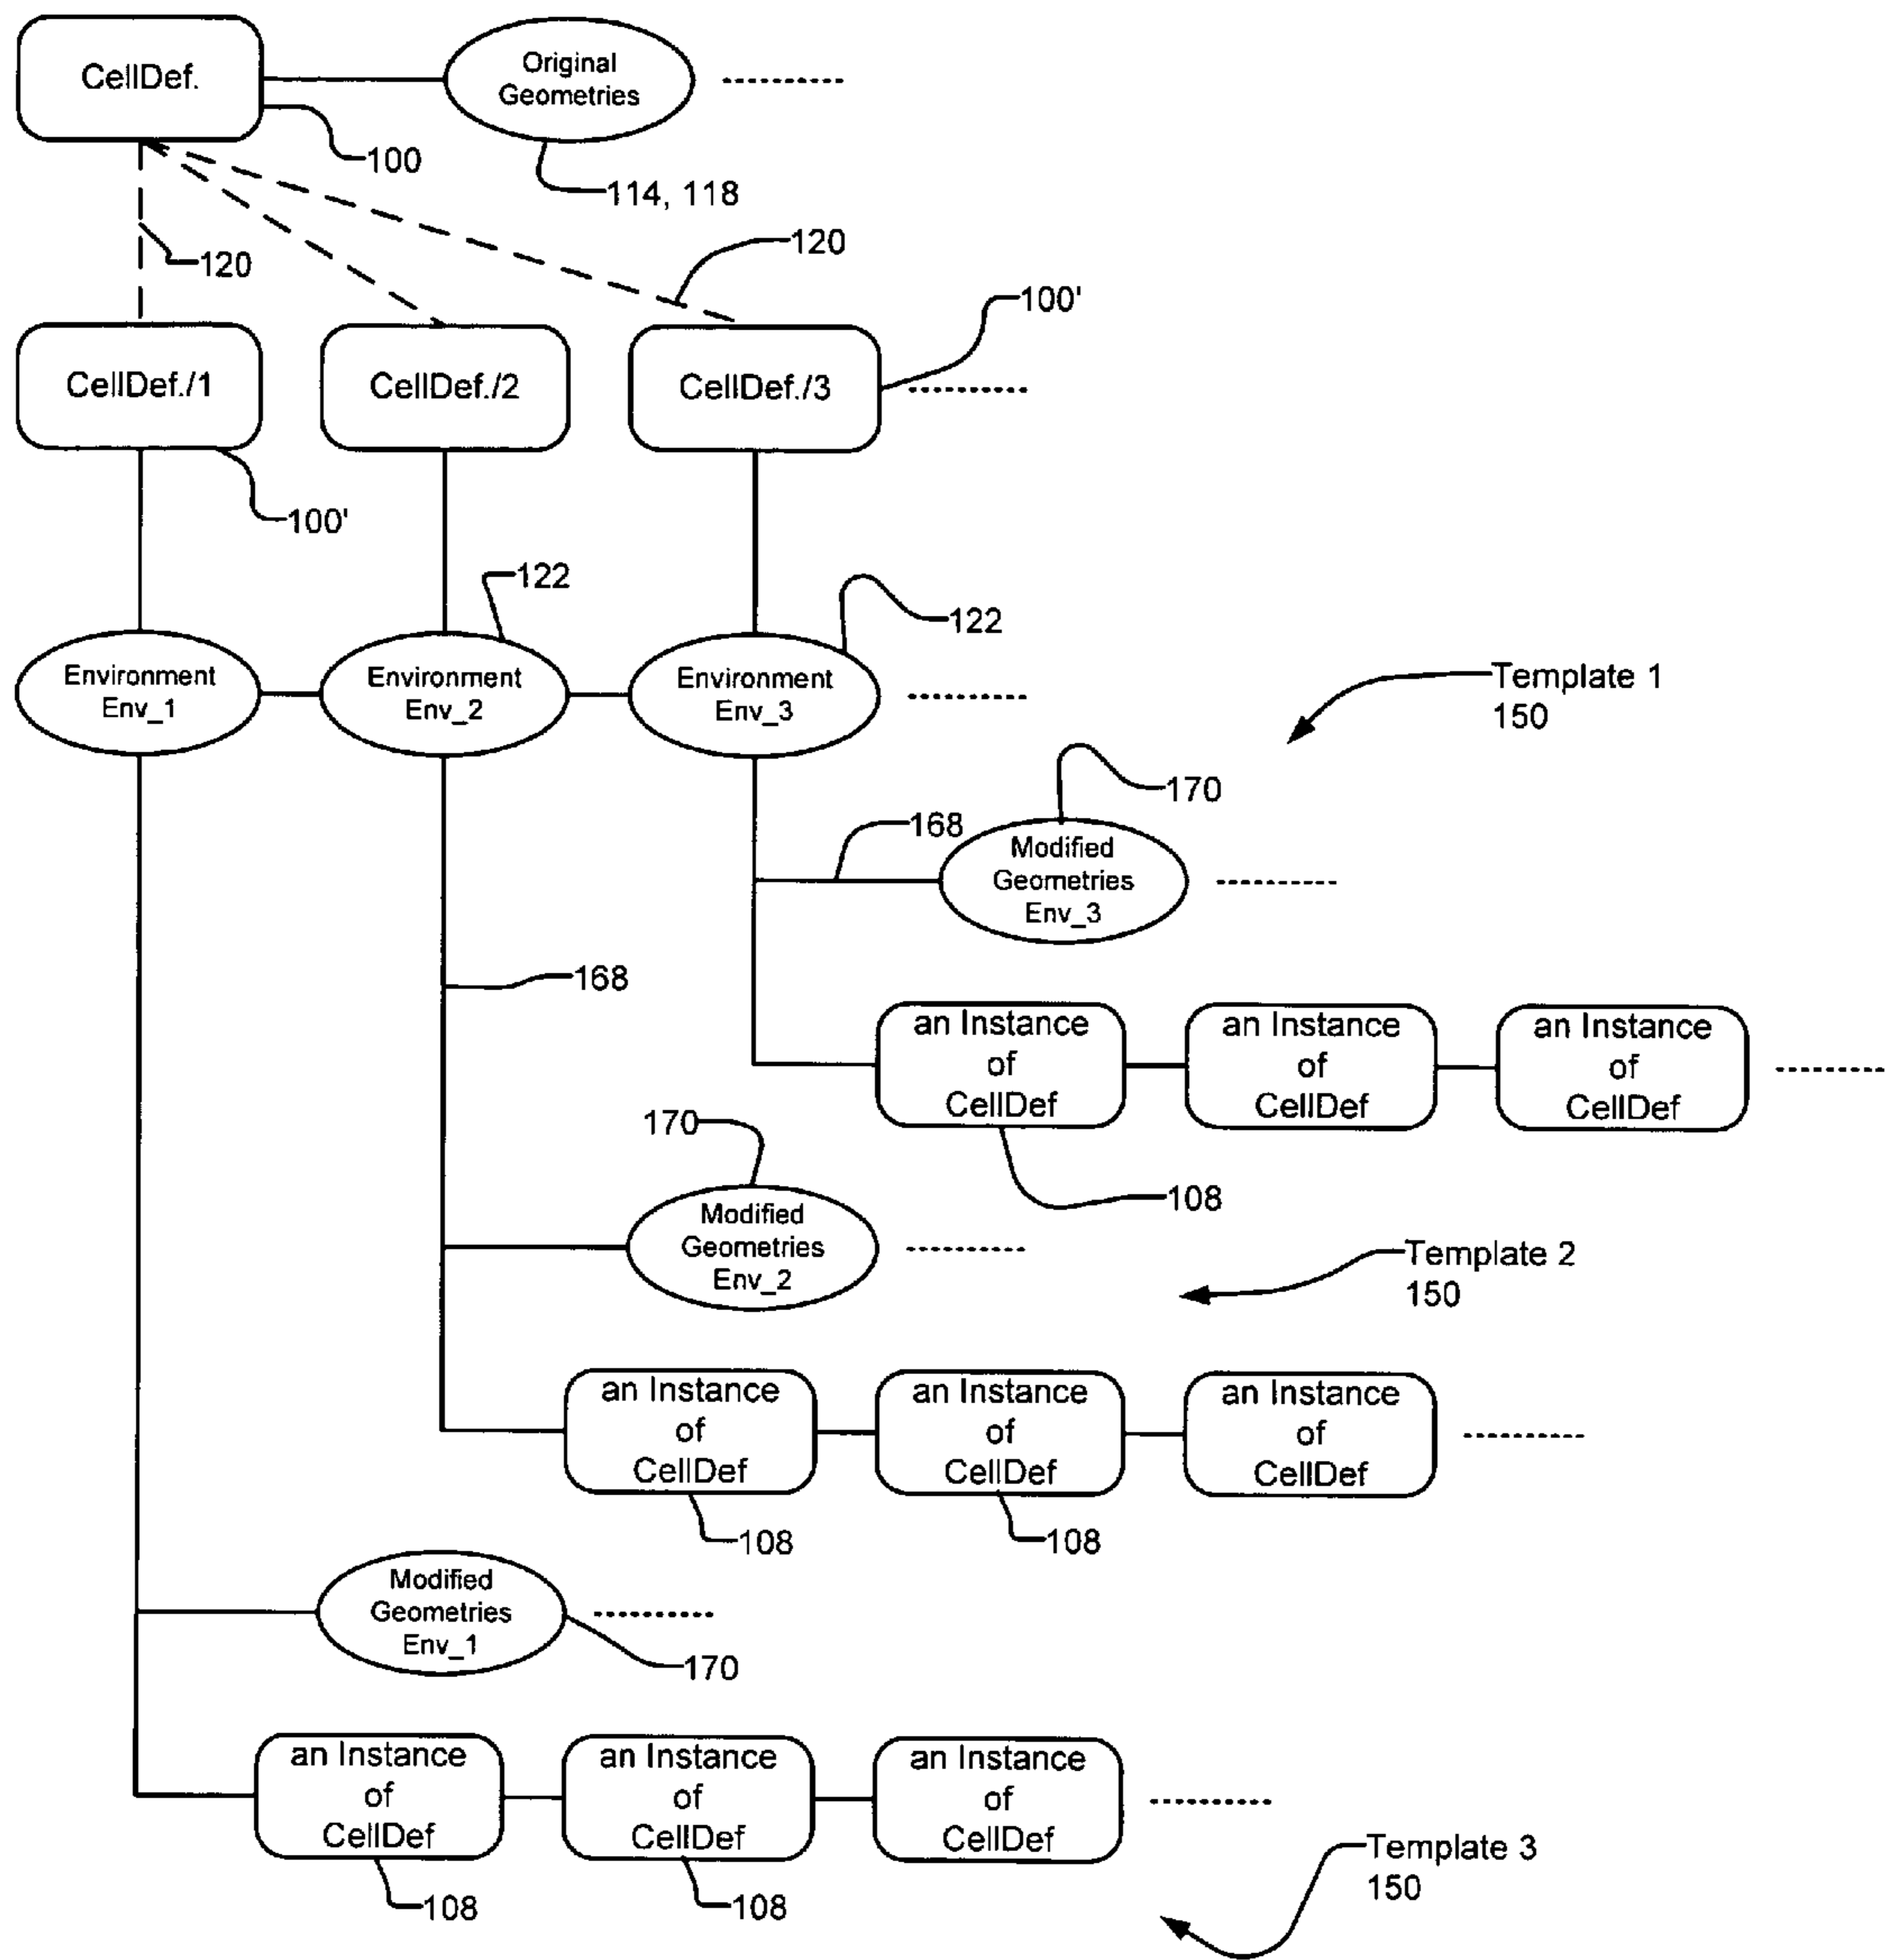 CellDef.
Original
Geometries
100
114, 118
120
120
100'
CellDef./1
CellDef./2
CellDef./3
100'
122
122
Environment
Env_1
Environment
Env_2
Environment
Env_3
Template 1
150
170
168
Modified
Geometries
Env_3
168
an Instance
of
CellDef
an Instance
of
CellDef
an Instance
of
CellDef
108
170
Modified
Geometries
Env_2
Template 2
150
an Instance
of
CellDef
an Instance
of
CellDef
an Instance
of
CellDef
108
108
Modified
Geometries
Env_1
170
an Instance
of
CellDef
an Instance
of
CellDef
an Instance
of
CellDef
Template 3
150
108
108